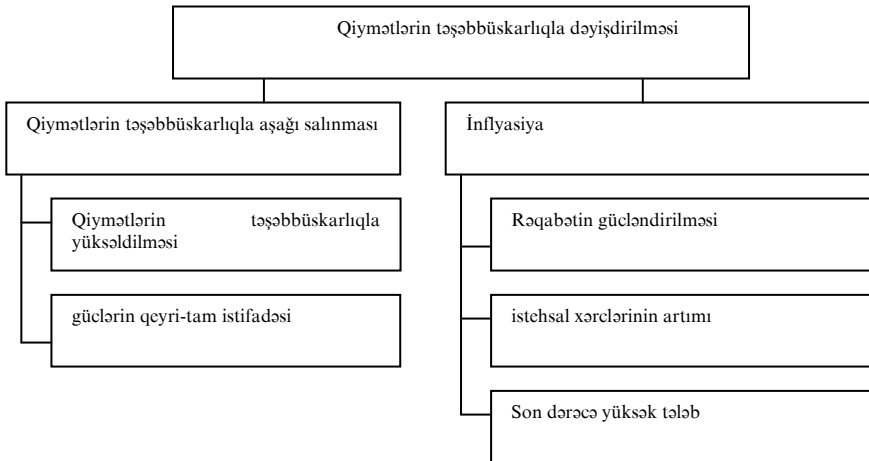 Qiymətlərin təşəbbüskarlıqla dəyişdirilməsi
Qiymətlərin təşəbbüskarlıqla aşağı salınması
İnflyasiya
Qiymətlərin təşəbbüskarlıqla
yüksəldilməsi
Rəqabətin gücləndirilməsi
güclərin qeyri-tam istifadəsi
istehsal xərclərinin artımı
Son dərəcə yüksək tələb